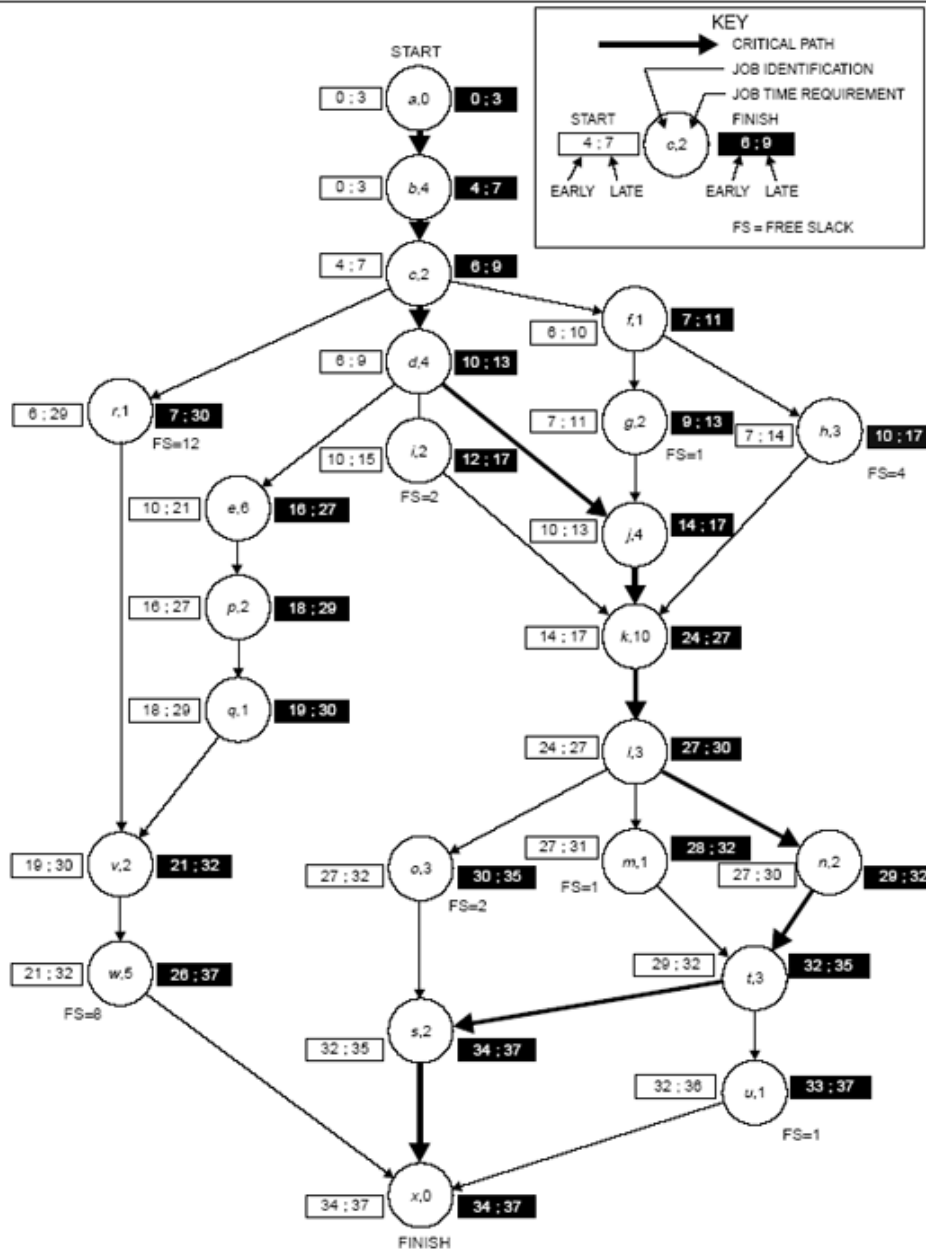 KEY
CRITICAL PATH
JOB IDENTIFICATION
JOB TIME REQUIREMENT
START
FINISH
4 ; 7
c,2
6 ; 9
EARLY
LATE
EARLY
LATE
FS = FREE SLACK
START
0 ; 3
a,0
0 ; 3
0 ; 3
b,4
4 ; 7
4 ; 7
c,2
6 ; 9
6 ; 10
f,1
7 ; 11
6 ; 9
d,4
10 ; 13
6 ; 29
r,1
7 ; 30
FS=12
7 ; 11
g,2
9 ; 13
FS=1
7 ; 14
h,3
10 ; 17
FS=4
10 ; 15
i,2
12 ; 17
FS=2
10 ; 21
e,6
16 ; 27
10 ; 13
j,4
14 ; 17
16 ; 27
p,2
18 ; 29
14 ; 17
k,10
24 ; 27
18 ; 29
q,1
19 ; 30
24 ; 27
l,3
27 ; 30
19 ; 30
v,2
21 ; 32
27 ; 32
o,3
30 ; 35
FS=2
27 ; 31
m,1
28 ; 32
FS=1
27 ; 30
n,2
29 ; 32
21 ; 32
w,5
26 ; 37
FS=8
29 ; 32
t,3
32 ; 35
32 ; 35
s,2
34 ; 37
32 ; 36
u,1
33 ; 37
FS=1
34 ; 37
x,0
34 ; 37
FINISH